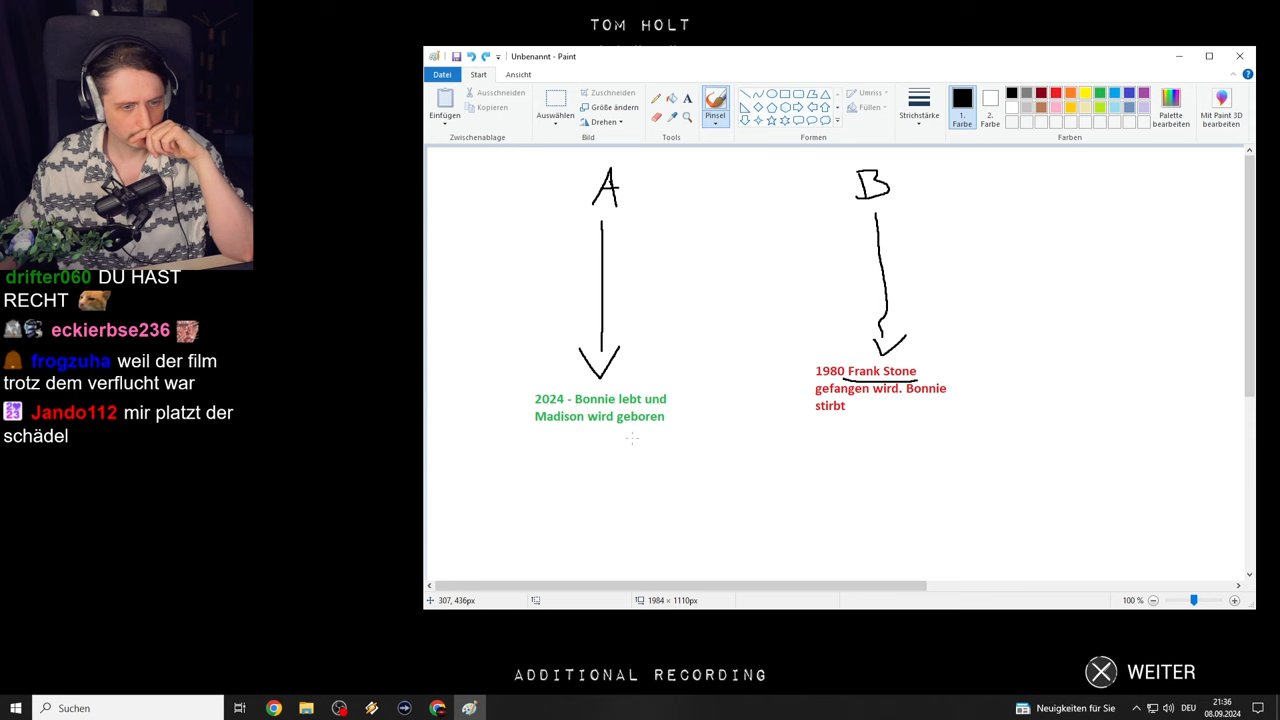 TOM HOLT
Unbenannt - Paint
Datei
Start
Ansicht
Einfügen
Ausschneiden
Kopieren
Zwischenablage
Auswählen
Zuschneiden
Größe ändern
Drehen
Bild
Tools
Pinsel
Formen
Umriss
Füllen
Strichstärke
1.
Farbe
2.
Farbe
Palette
bearbeiten
Mit Paint 3D
bearbeiten
Farben
A
B
2024 - Bonnie lebt und
Madison wird geboren
1980 Frank Stone
gefangen wird. Bonnie
stirbt
drifter060 DU HAST
RECHT
eckierbse236
frogzuha weil der film
trotz dem verflucht war
Jando112 mir platzt der
schädel
307, 436px
1984 × 1110px
100 %
ADDITIONAL RECORDING
WEITER
Suchen
Neuigkeiten für Sie
DEU
21:36
08.09.2024